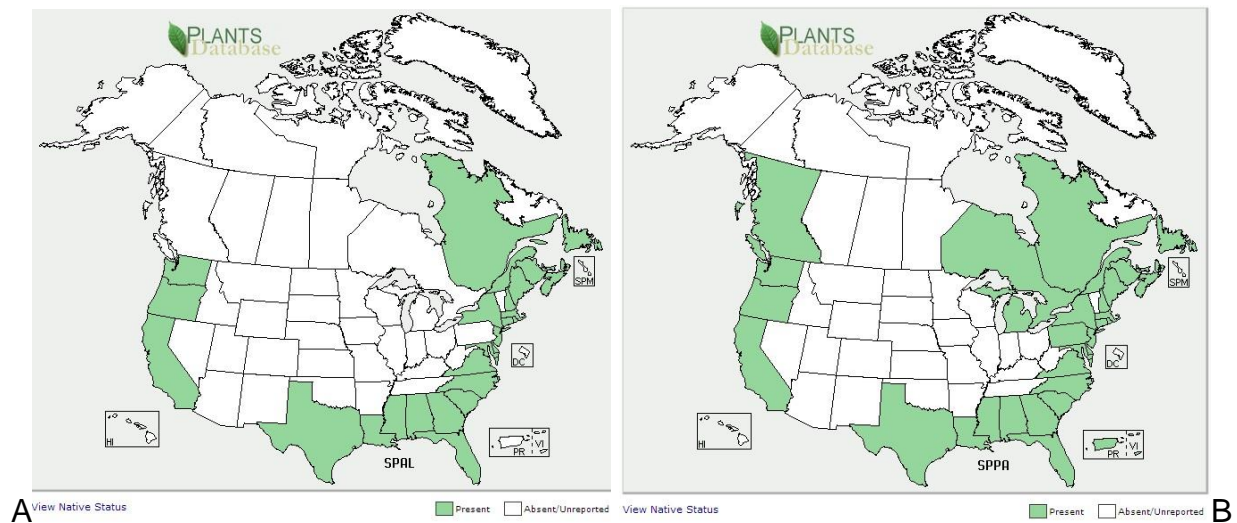 PLANTS
Database
SPM
DC
HI
PR
VI
SPAL
A
View Native Status
Present
Absent/Unreported
PLANTS
Database
SPM
DC
HI
PR
VI
SPPA
View Native Status
Present
Absent/Unreported
B